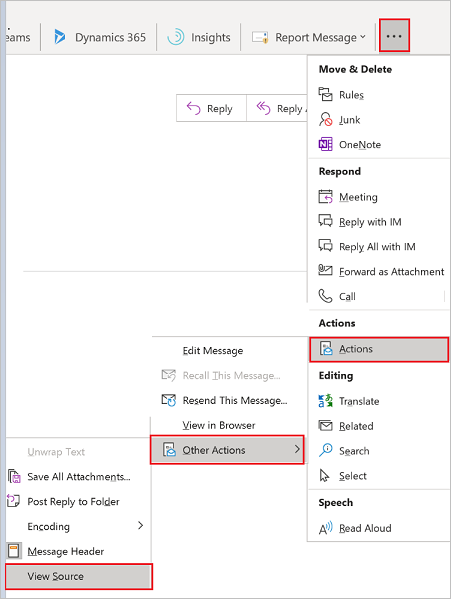 eams
Dynamics 365
Insights
Report Message
Reply
Reply A
Move & Delete
Rules
Junk
OneNote
Respond
Meeting
Reply with IM
Reply All with IM
Forward as Attachment
Call
Actions
Actions
Editing
Translate
Related
Search
Select
Speech
Read Aloud
Edit Message
Recall This Message...
Resend This Message...
View in Browser
Other Actions
Unwrap Text
Save All Attachments...
Post Reply to Folder
Encoding
Message Header
View Source